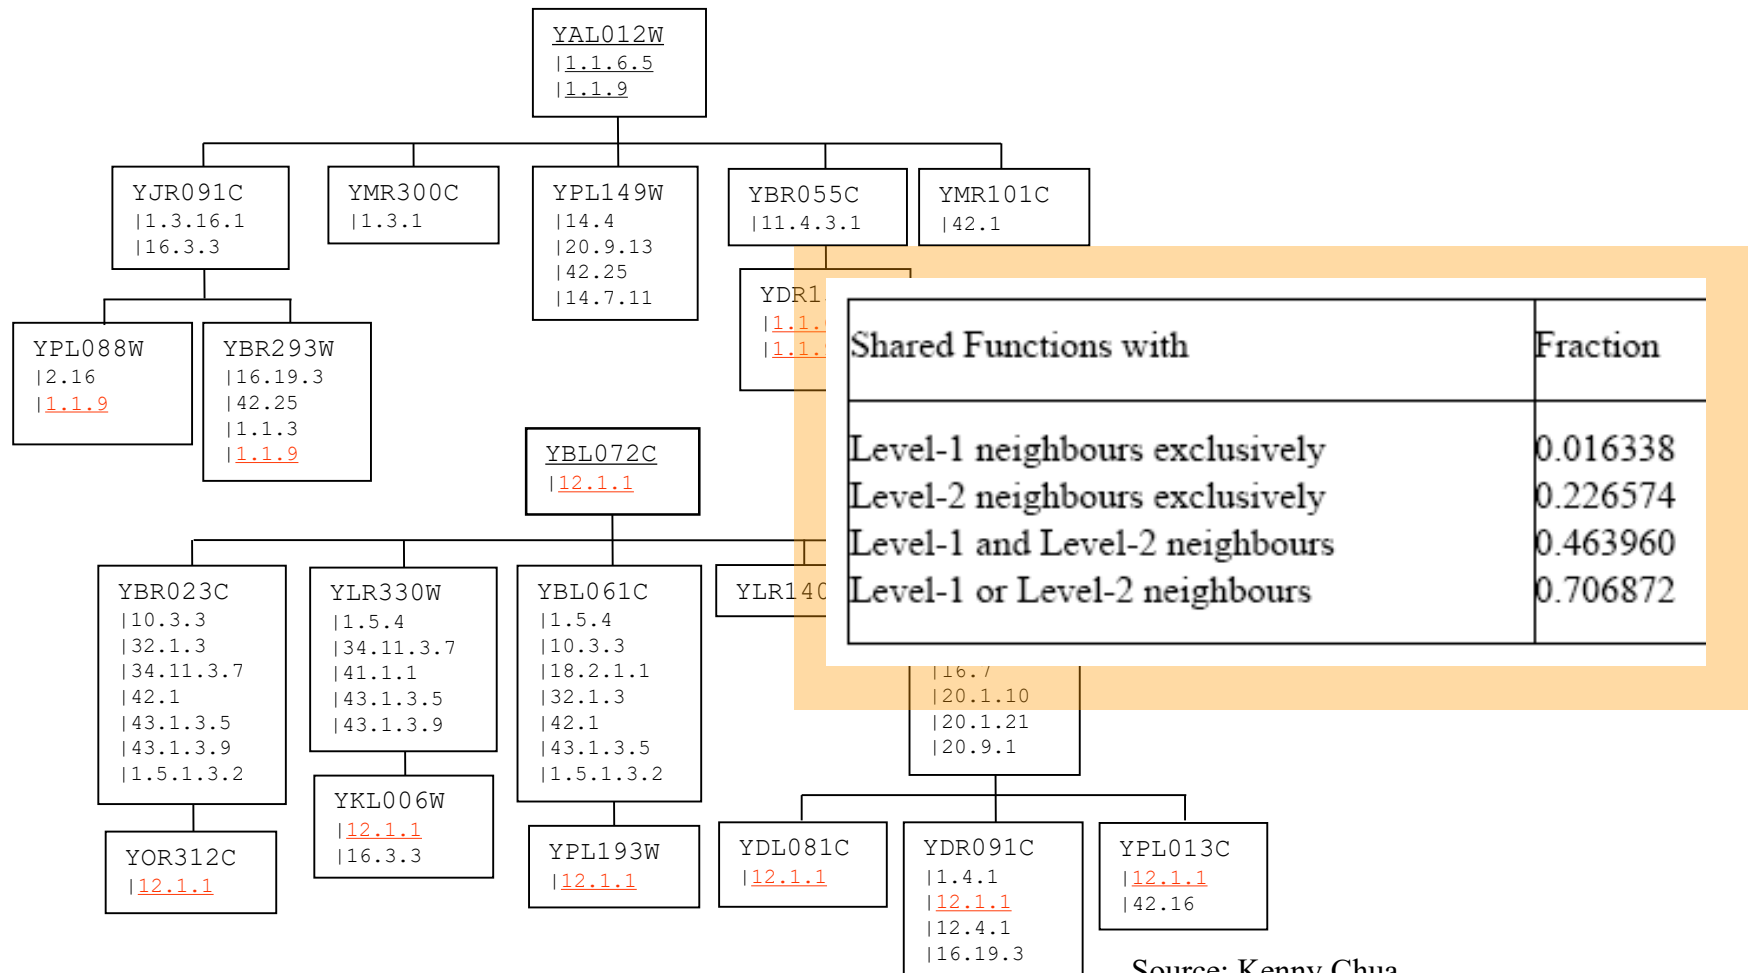 YAL012W
|1.1.6.5
|1.1.9
YJR091C
|1.3.16.1
|16.3.3
YMR300C
|1.3.1
YPL149W
|14.4
|20.9.13
|42.25
|14.7.11
YBR055C
|11.4.3.1
YMR101C
|42.1
YPL088W
|2.16
|1.1.9
YBR293W
|16.19.3
|42.25
|1.1.3
|1.1.9
YDR1
|1.1.
|1.1.
Shared Functions with Fraction
Level-1 neighbours exclusively 0.016338
Level-2 neighbours exclusively 0.226574
Level-1 and Level-2 neighbours 0.463960
Level-1 or Level-2 neighbours 0.706872
YBL072C
|12.1.1
YBR023C
|10.3.3
|32.1.3
|34.11.3.7
|42.1
|43.1.3.5
|43.1.3.9
|1.5.1.3.2
YLR330W
|1.5.4
|34.11.3.7
|41.1.1
|43.1.3.5
|43.1.3.9
YBL061C
|1.5.4
|10.3.3
|18.2.1.1
|32.1.3
|42.1
|43.1.3.5
|1.5.1.3.2
YLR140
|16.7
|20.1.10
|20.1.21
|20.9.1
YOR312C
|12.1.1
YKL006W
|12.1.1
|16.3.3
YPL193W
|12.1.1
YDL081C
|12.1.1
YDR091C
|1.4.1
|12.1.1
|12.4.1
|16.19.3
YPL013C
|12.1.1
|42.16
Source: Kenny Chua